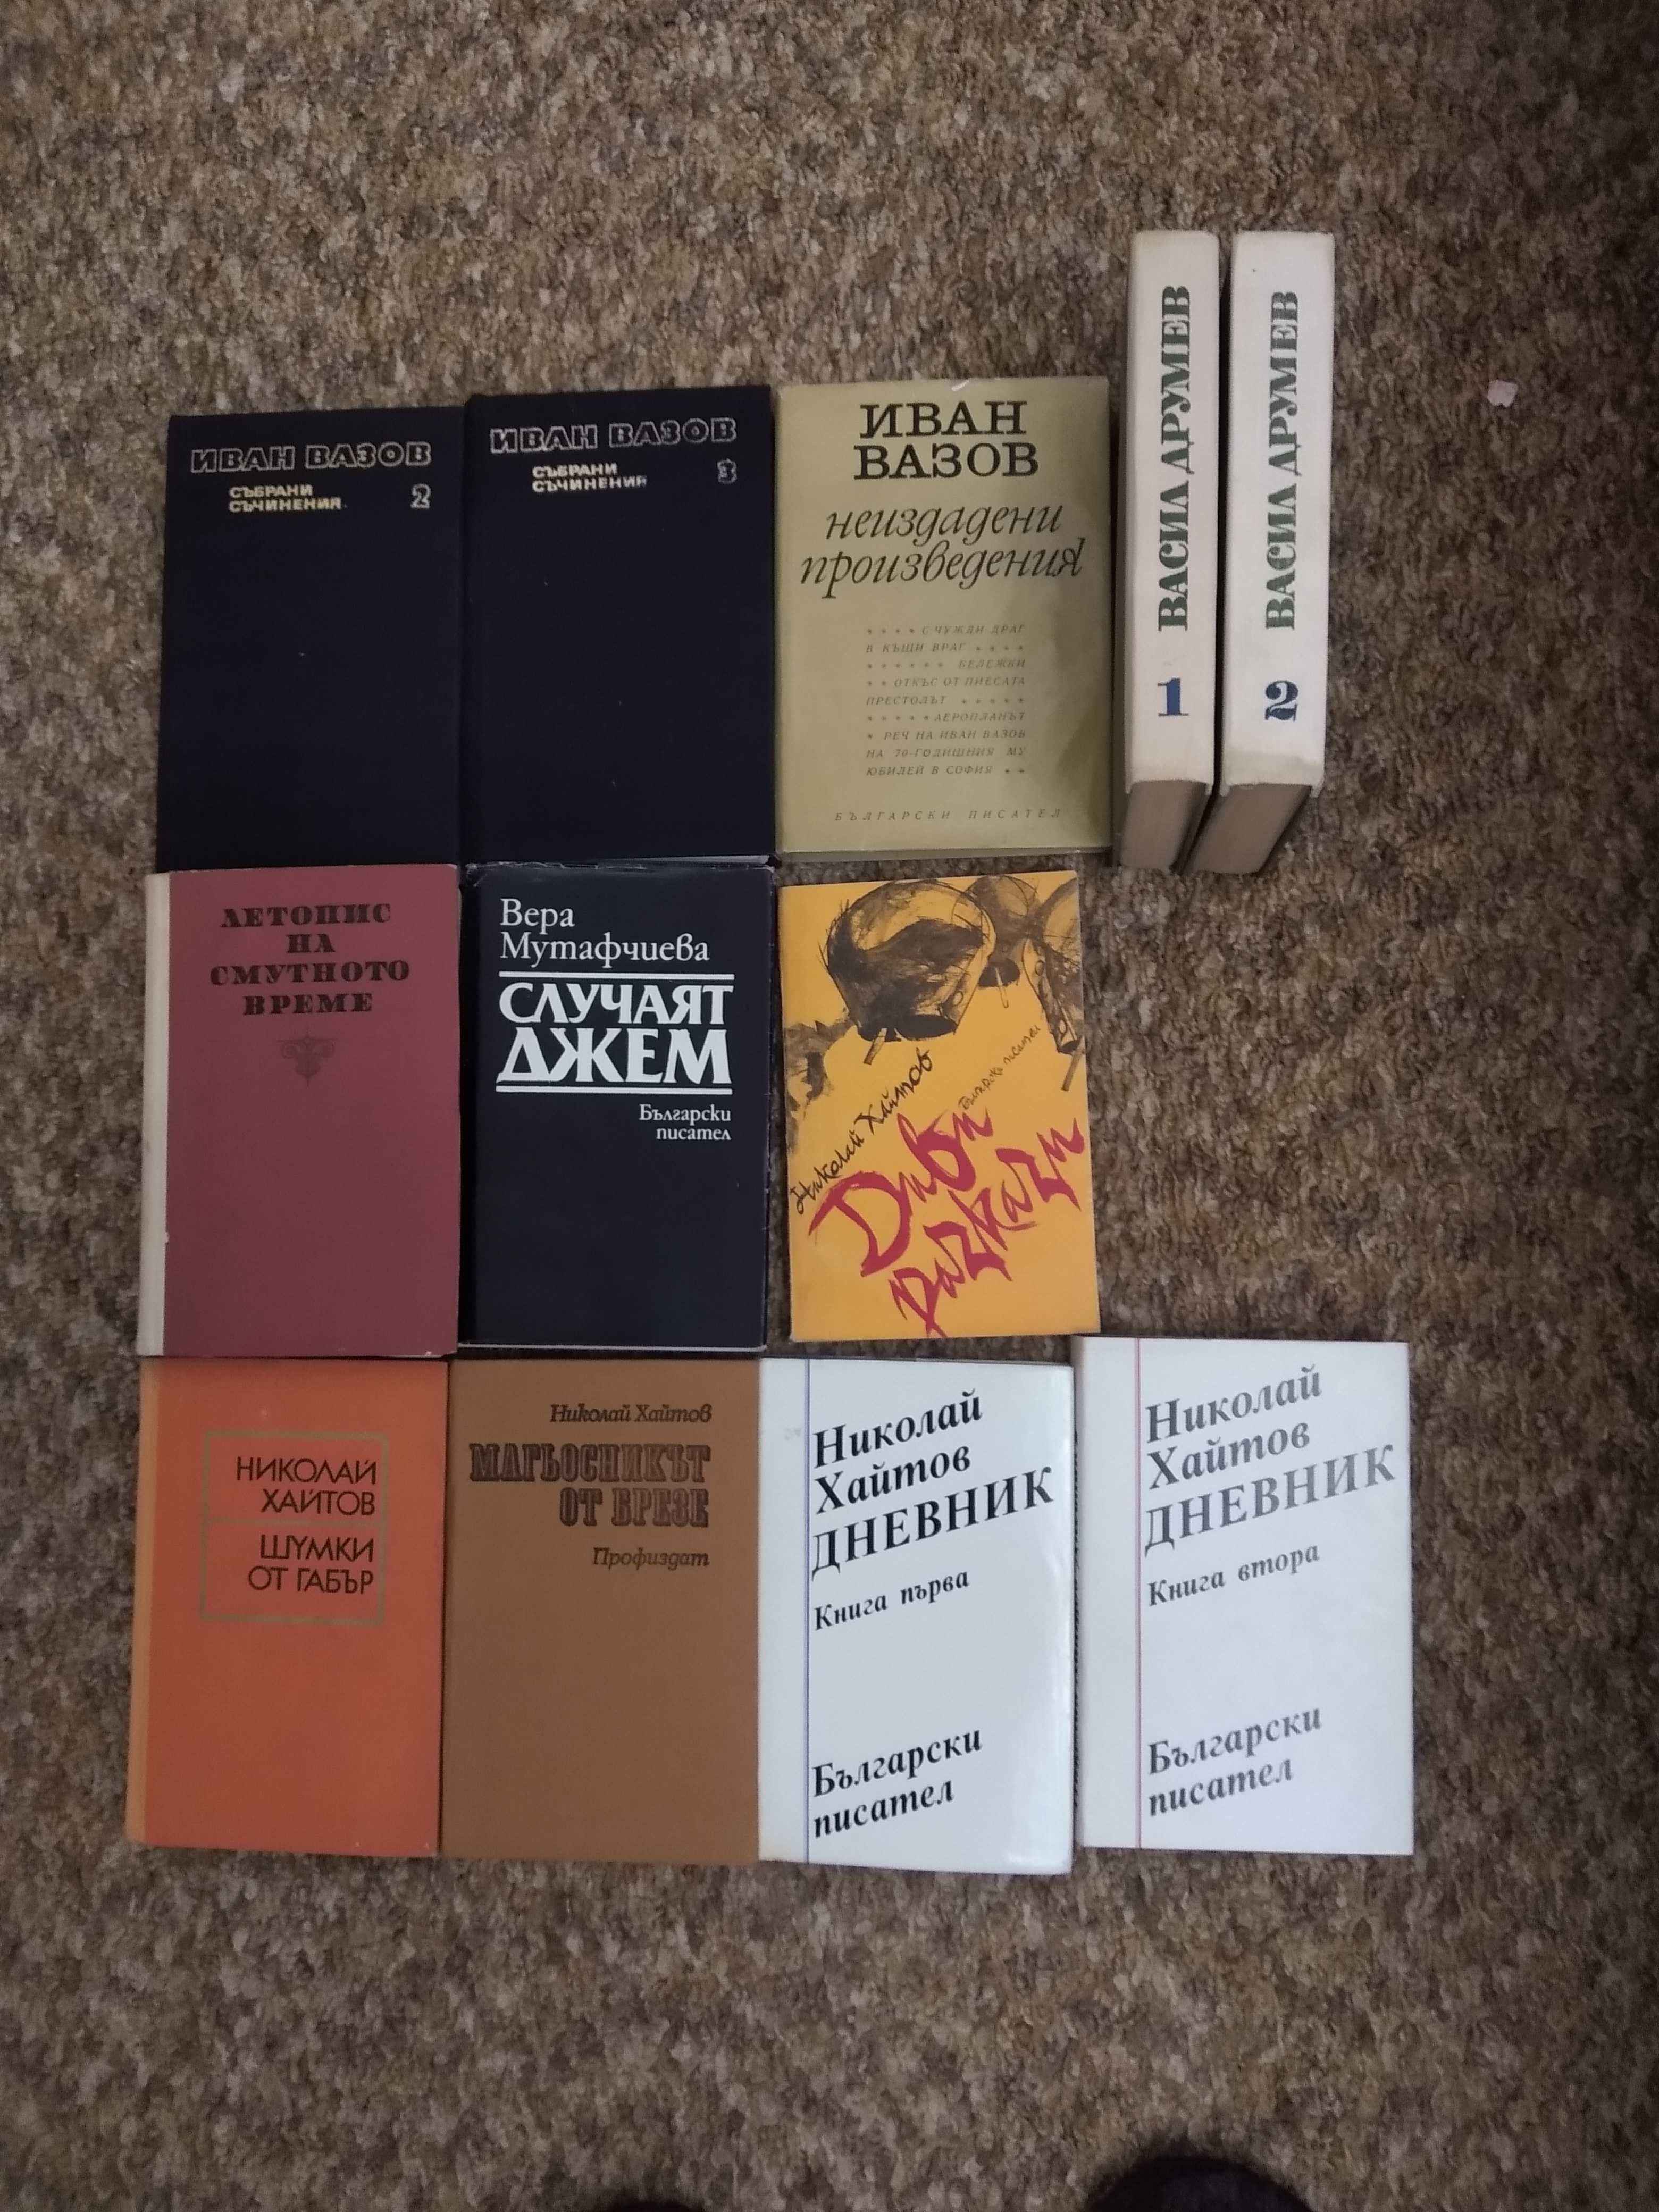 ИВАН ВАЗОВ
СЪБРАНИ
СЪЧИНЕНИЯ 2
ИВАН ВАЗОВ
СЪБРАНИ
СЪЧИНЕНИЯ 3
ИВАН
ВАЗОВ
неиздадени
произведения
• • • • С ЧУЖДИ ДРАГ
В КЪЩИ ВРАГ • • • •
• • • • • • БЕЛЕЖКИ
• • ОТКЪС ОТ ПИЕСАТА
ПРЕСТОЛЪТ • • • • •
• • • • • АЕРОПЛАНЪТ
• РЕЧ НА ИВАН ВАЗОВ
НА 70-ГОДИШНИЯ МУ
ЮБИЛЕЙ В СОФИЯ • •
БЪЛГАРСКИ ПИСАТЕЛ
ВАСИЛ ДРУМЕВ
1
ВАСИЛ ДРУМЕВ
2
ЛЕТОПИС
НА
СМУТНОТО
ВРЕМЕ
Вера
Мутафчиева
СЛУЧАЯТ
ДЖЕМ
Български
писател
Николай Хайтов
български писател
Диви
разкази
НИКОЛАЙ
ХАЙТОВ
ШУМКИ
ОТ ГАБЪР
Николай Хайтов
МАГЬОСНИКЪТ
ОТ БРЕЗЕ
Профиздат
Николай
Хайтов
ДНЕВНИК
Книга първа
Български
писател
Николай
Хайтов
ДНЕВНИК
Книга втора
Български
писател